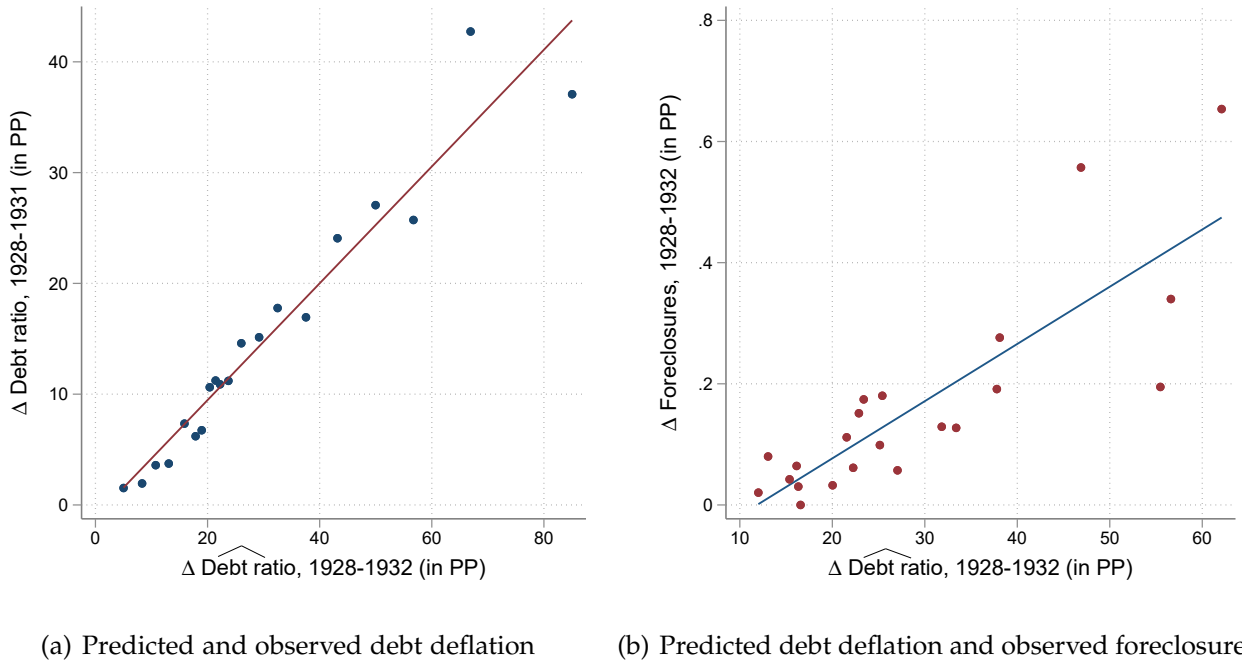 Δ Debt ratio, 1928-1931 (in PP)
40
30
20
10
0
0 20 40 60 80
Δ Debt ratio, 1928-1932 (in PP)
(a) Predicted and observed debt deflation
Δ Foreclosures, 1928-1932 (in PP)
.8
.6
.4
.2
0
10 20 30 40 50 60
Δ Debt ratio, 1928-1932 (in PP)
(b) Predicted debt deflation and observed foreclosure